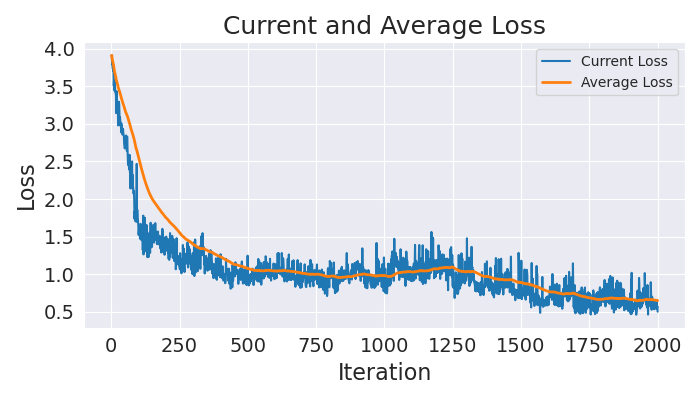 Current and Average Loss
Current Loss
Average Loss
4.0
3.5
3.0
2.5
2.0
1.5
1.0
0.5
Loss
0 250 500 750 1000 1250 1500 1750 2000
Iteration